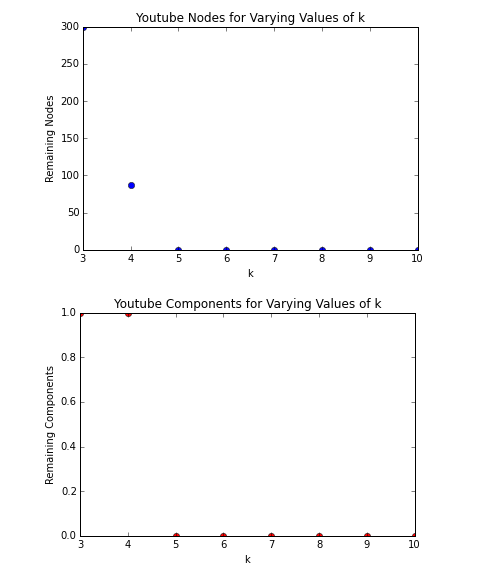 Youtube Nodes for Varying Values of k
300
250
200
150
100
50
0
Remaining Nodes
3 4 5 6 7 8 9 10
k
Youtube Components for Varying Values of k
1.0
0.8
0.6
0.4
0.2
0.0
Remaining Components
3 4 5 6 7 8 9 10
k